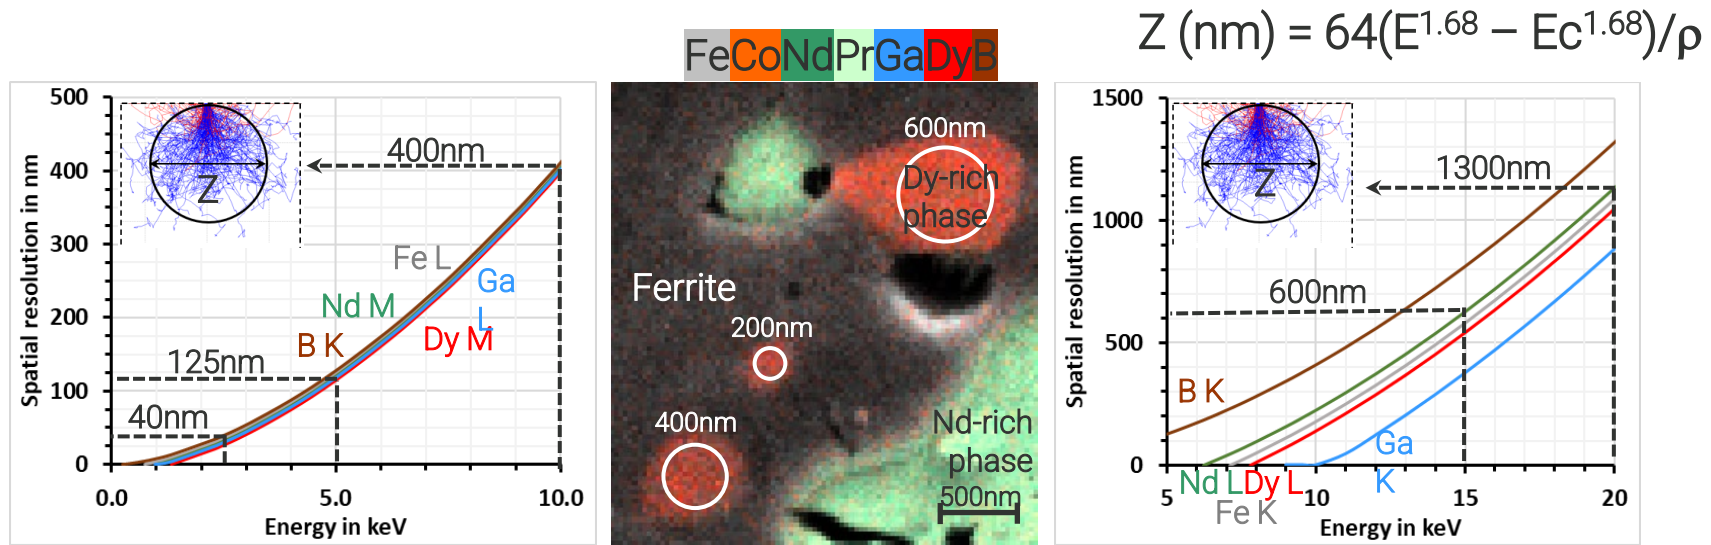 Z (nm) = 64(E^1.68 – Ec^1.68)/ρ
FeCoNdPrGaDyB
500
400
300
200
100
0
0.0
5.0
10.0
Spatial resolution in nm
Energy in keV
Z
400nm
125nm
40nm
Fe L
Ga
L
Nd M
B K
Dy M
600nm
Dy-rich
phase
Ferrite
200nm
400nm
Nd-rich
phase
500nm
1500
1000
500
0
5
10
15
20
Spatial resolution in nm
Energy in keV
Z
1300nm
600nm
B K
Ga
K
Nd L
Dy L
Fe K